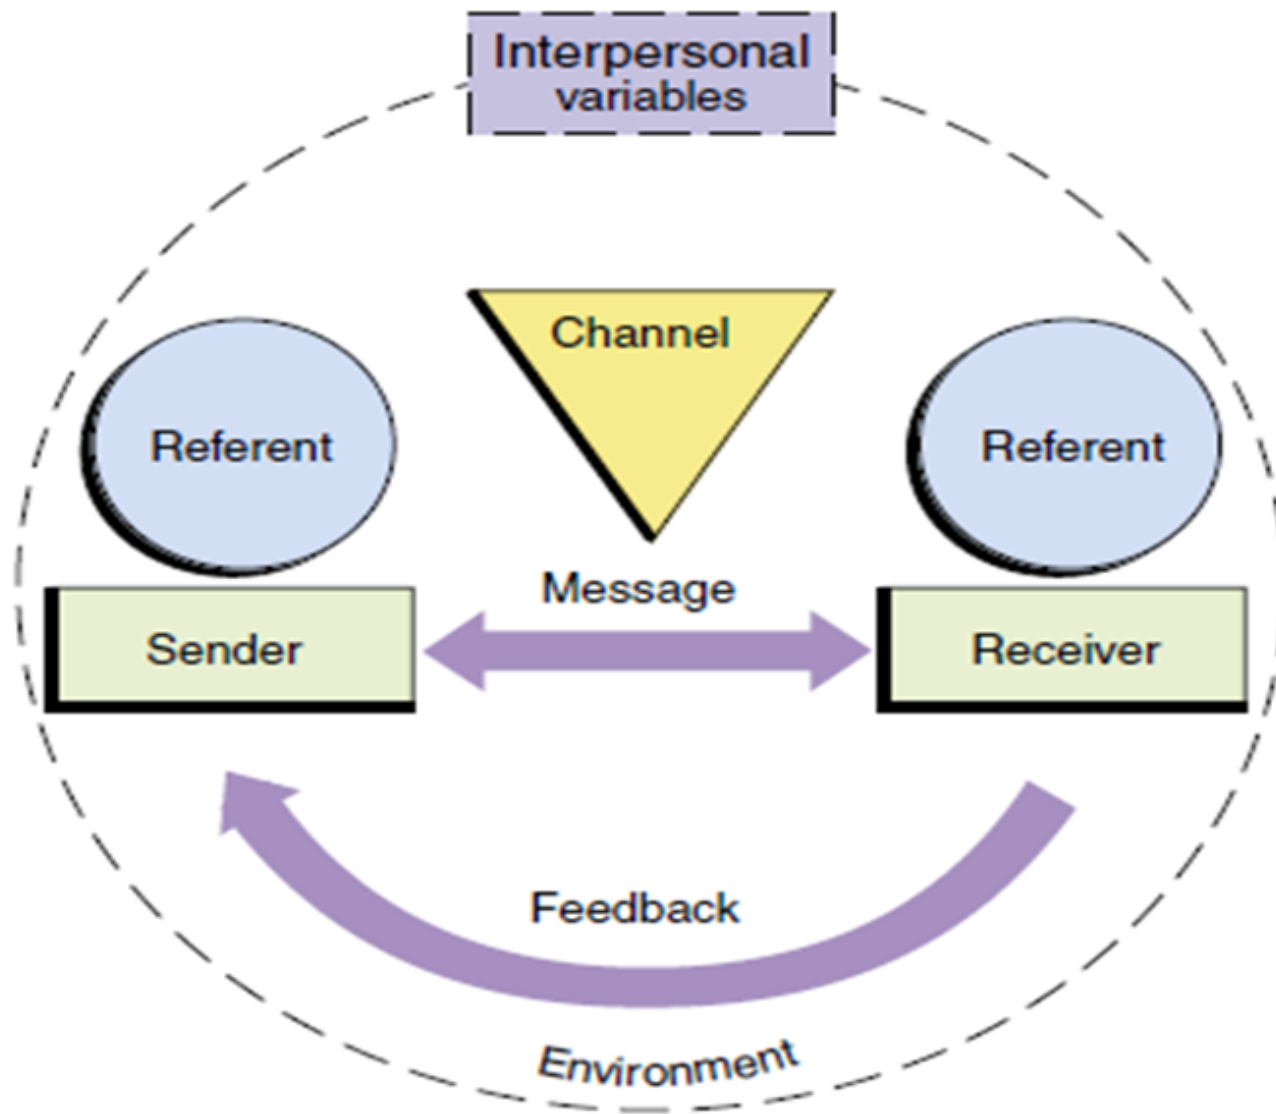 Interpersonal
variables
Channel
Referent
Referent
Message
Sender
Receiver
Feedback
Environment